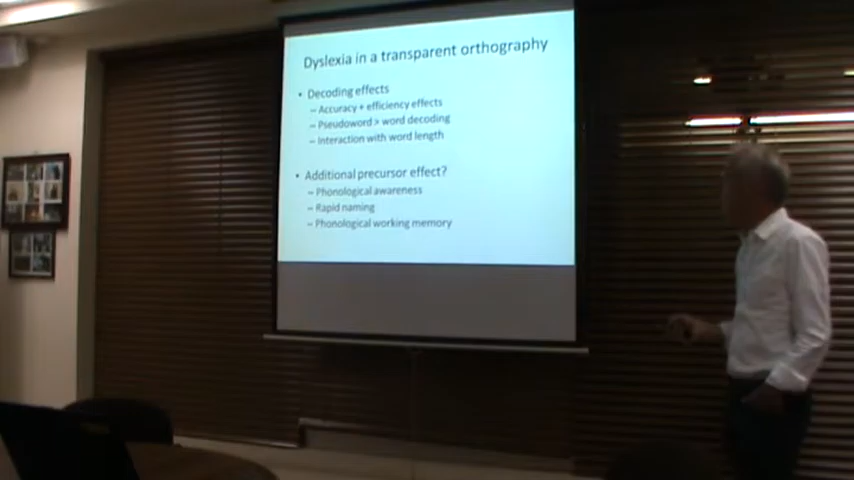 Dyslexia in a transparent orthography
• Decoding effects
– Accuracy + efficiency effects
– Pseudoword > word decoding
– Interaction with word length
• Additional precursor effect?
– Phonological awareness
– Rapid naming
– Phonological working memory